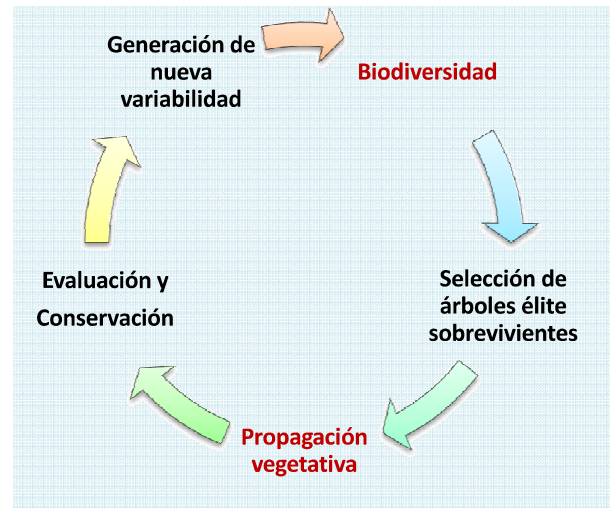 Generación de
nueva
variabilidad
Biodiversidad
Selección de
árboles élite
sobrevivientes
Propagación
vegetativa
Evaluación y
Conservación